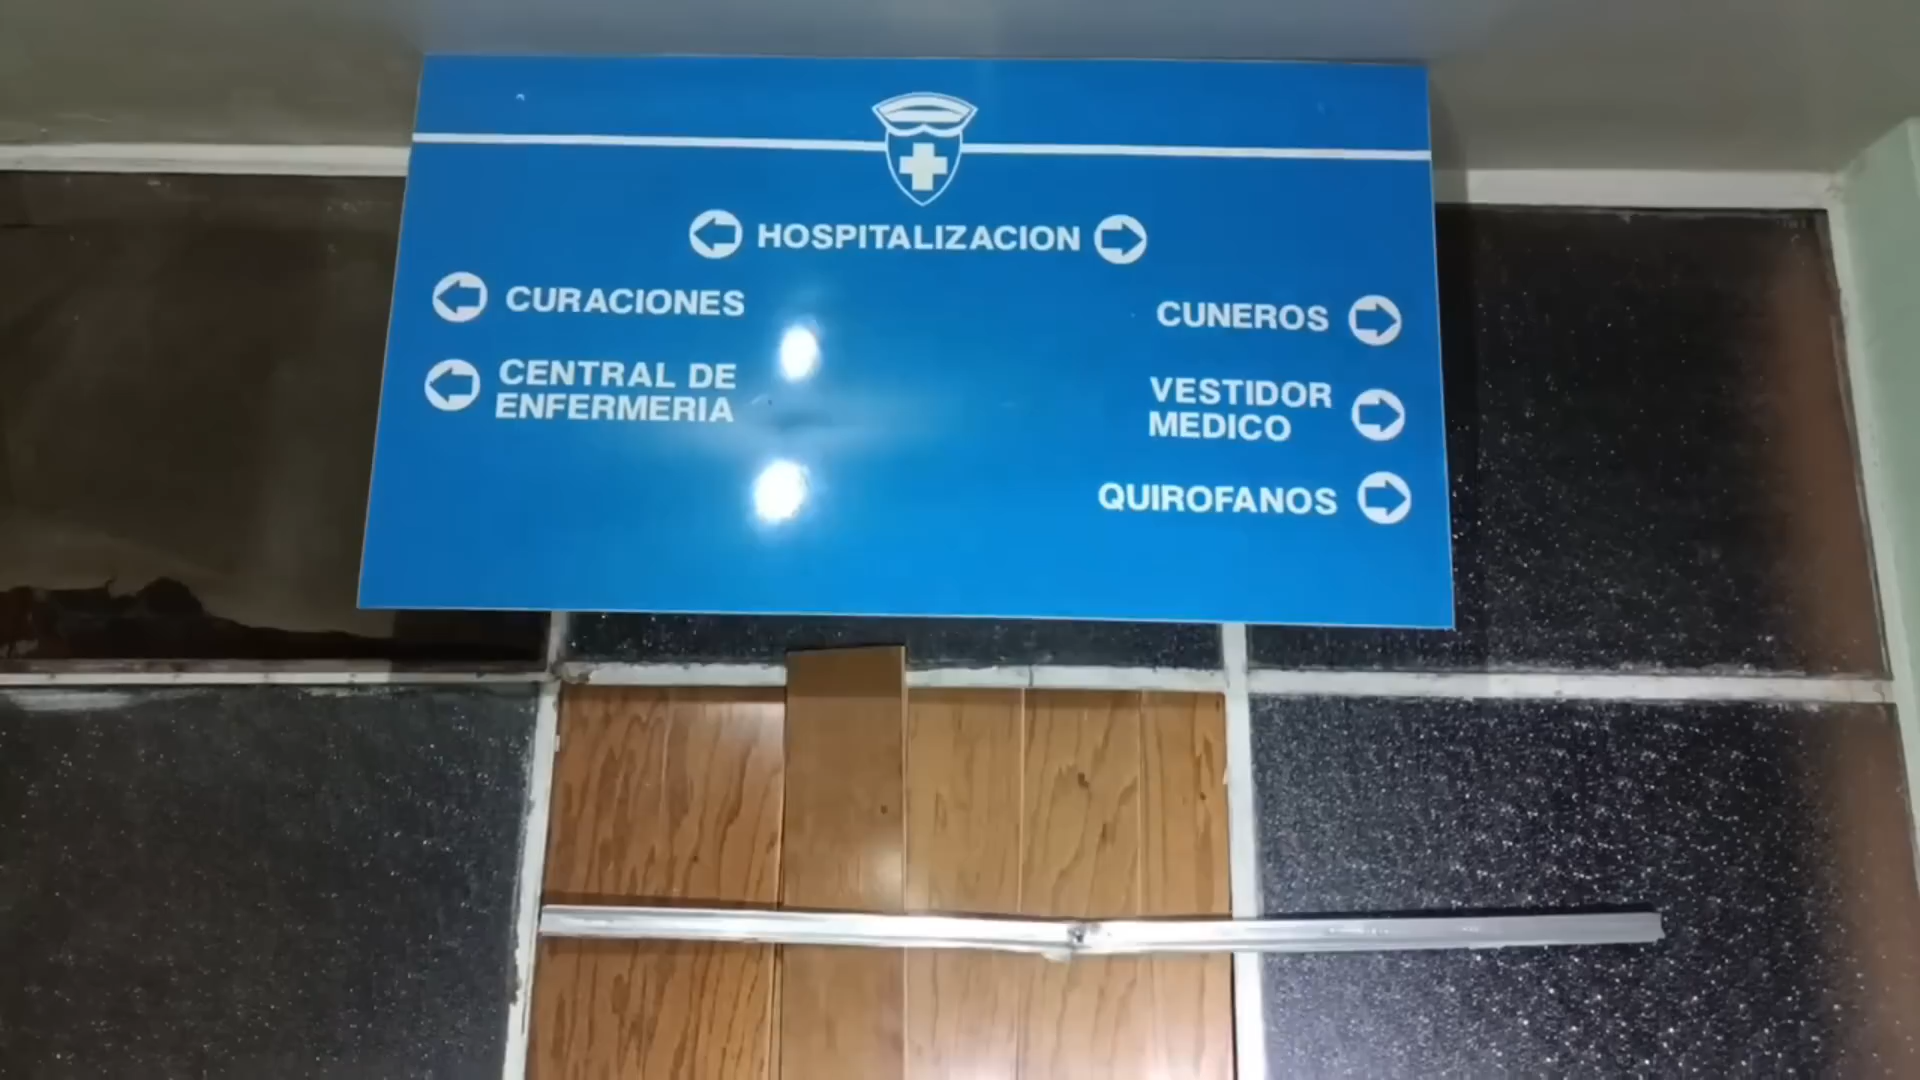 HOSPITALIZACION
CURACIONES
CENTRAL DE
ENFERMERIA
CUNEROS
VESTIDOR
MEDICO
QUIROFANOS